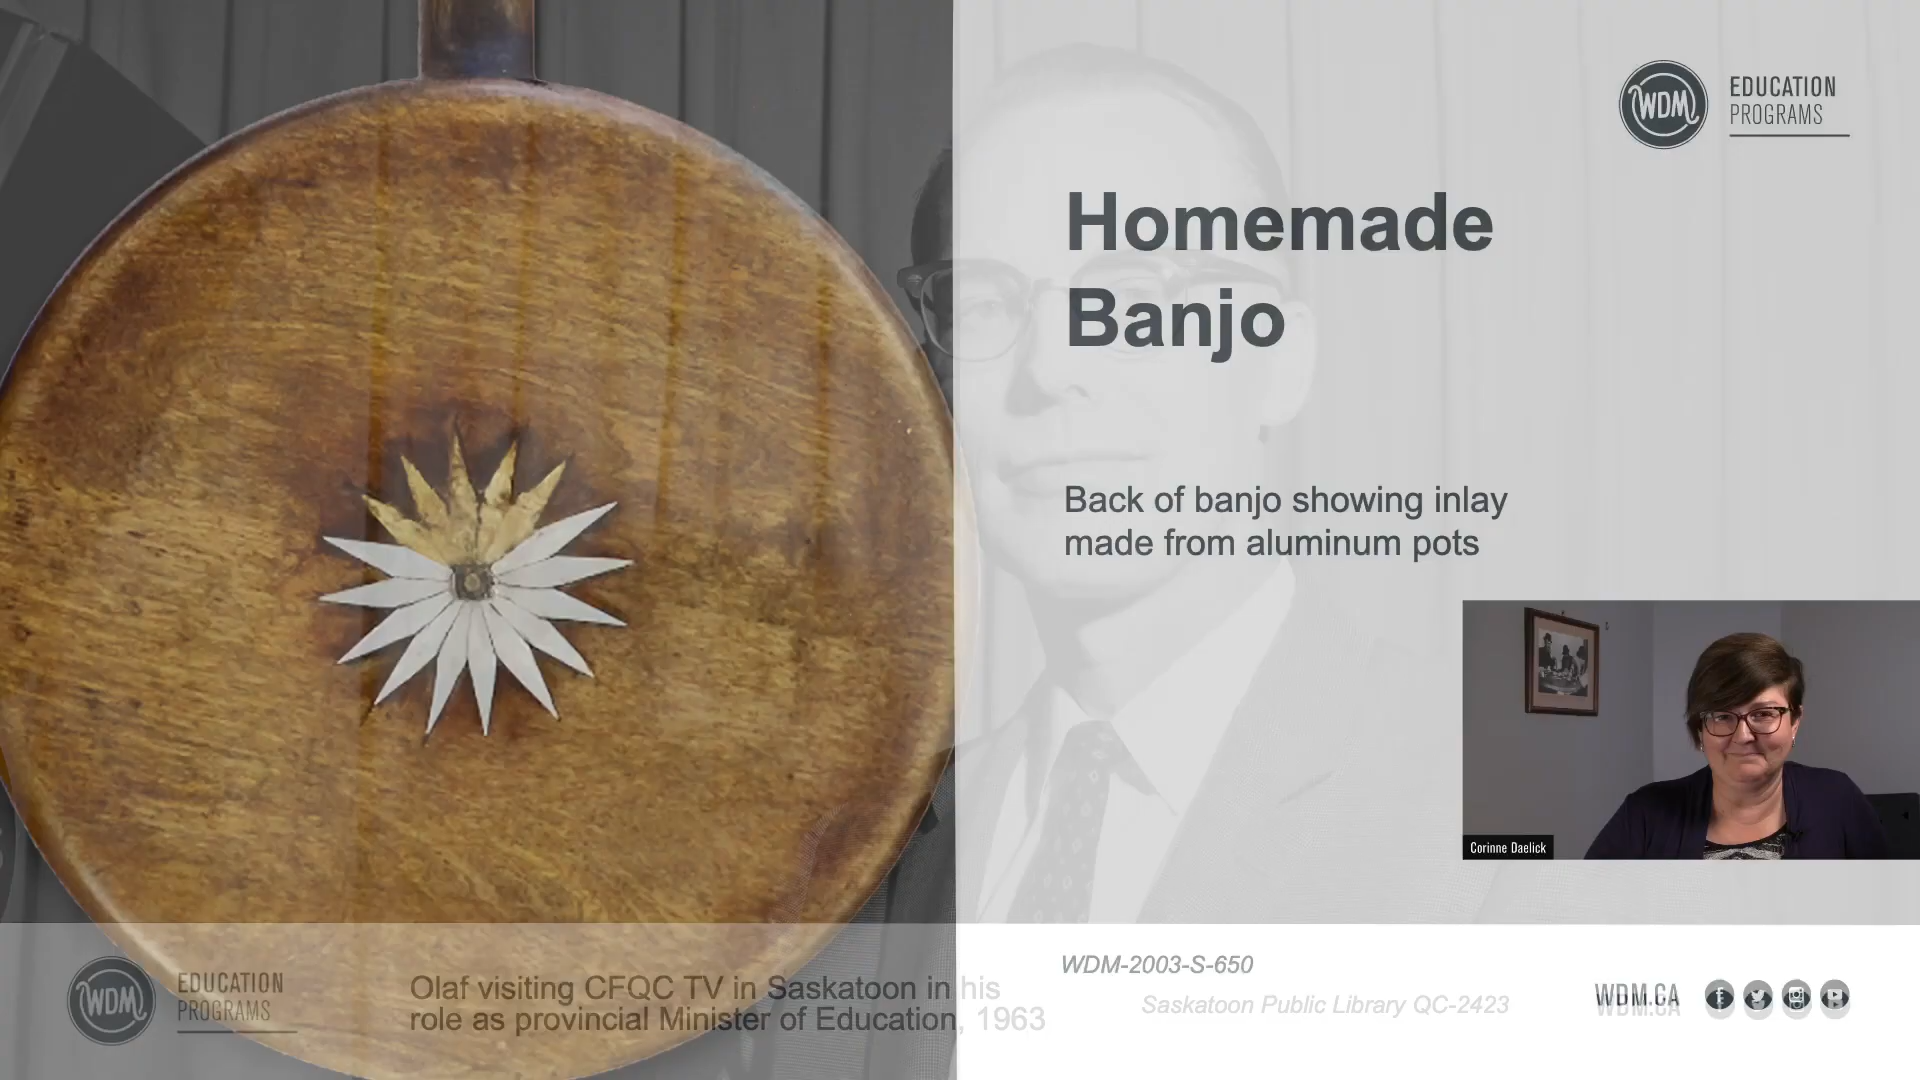 WDM
EDUCATION
PROGRAMS
Homemade
Banjo
Back of banjo showing inlay
made from aluminum pots
Corinne Daelick
WDM-2003-S-650
WDM
EDUCATION
PROGRAMS
Olaf visiting CFQC TV in Saskatoon in his
role as provincial Minister of Education, 1963
Saskatoon Public Library QC-2423
WDM.CA